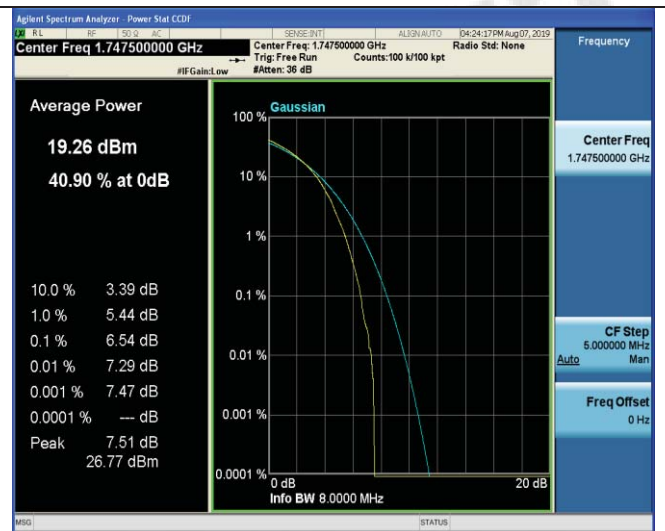 Agilent Spectrum Analyzer - Power Stat CCDF
LXI RL RF 50 Ω AC SENSE:INT ALIGN AUTO 04:24:17 PM Aug 07, 2019
Center Freq 1.747500000 GHz Center Freq: 1.747500000 GHz Radio Std: None
Trig: Free Run Counts:100 k/100 kpt
#IFGain:Low #Atten: 36 dB
Frequency
Average Power
19.26 dBm
40.90 % at 0dB
10.0 % 3.39 dB
1.0 % 5.44 dB
0.1 % 6.54 dB
0.01 % 7.29 dB
0.001 % 7.47 dB
0.0001 % --- dB
Peak 7.51 dB
26.77 dBm
Gaussian
100 %
10 %
1 %
0.1 %
0.01 %
0.001 %
0.0001 %
0 dB 20 dB
Info BW 8.0000 MHz
Center Freq
1.747500000 GHz
CF Step
5.000000 MHz
Auto Man
Freq Offset
0 Hz
MSG STATUS